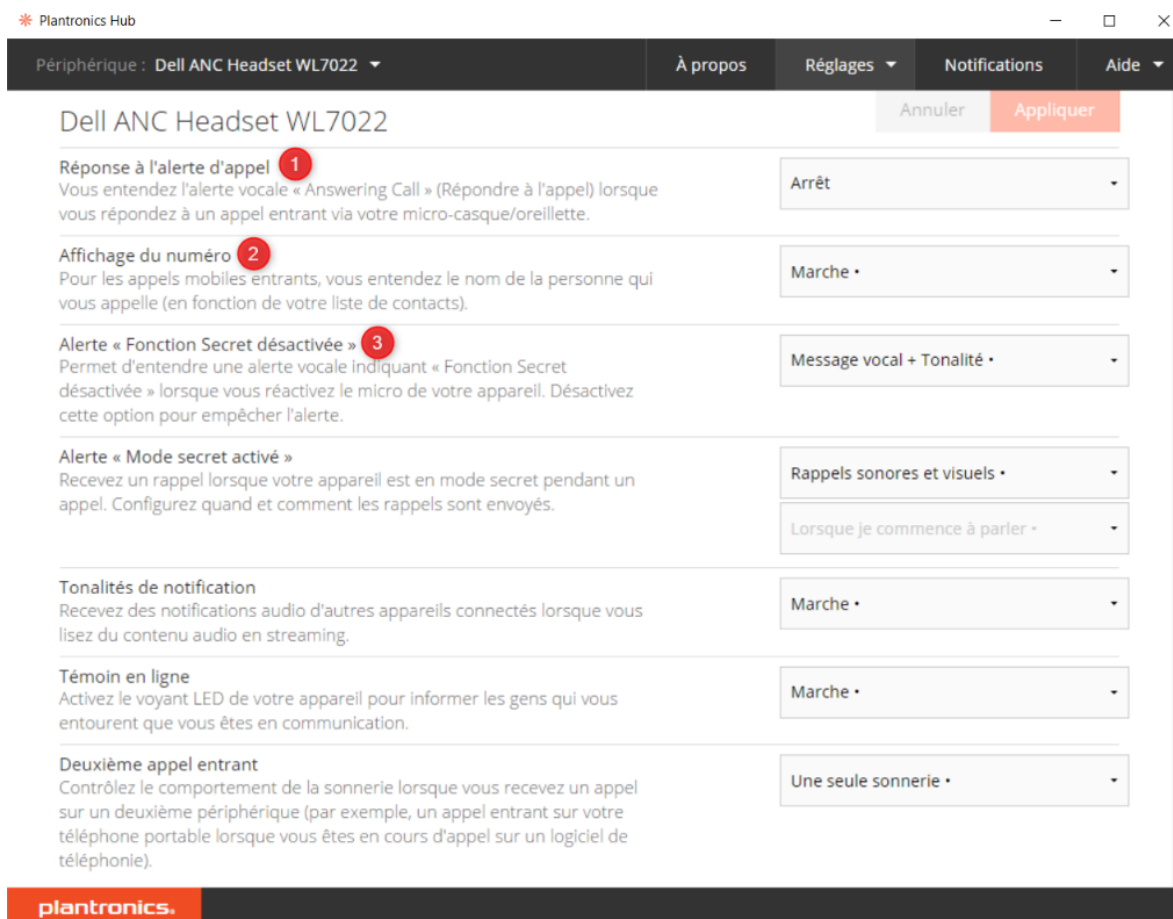 Plantronics Hub
Périphérique : Dell ANC Headset WL7022
À propos
Réglages
Notifications
Aide
Dell ANC Headset WL7022
Annuler
Appliquer
Réponse à l'alerte d'appel 1
Vous entendez l'alerte vocale « Answering Call » (Répondre à l'appel) lorsque
vous répondez à un appel entrant via votre micro-casque/oreillette.
Arrêt
Affichage du numéro 2
Pour les appels mobiles entrants, vous entendez le nom de la personne qui
vous appelle (en fonction de votre liste de contacts).
Marche •
Alerte « Fonction Secret désactivée » 3
Permet d'entendre une alerte vocale indiquant « Fonction Secret
désactivée » lorsque vous réactivez le micro de votre appareil. Désactivez
cette option pour empêcher l'alerte.
Message vocal + Tonalité •
Alerte « Mode secret activé »
Recevez un rappel lorsque votre appareil est en mode secret pendant un
appel. Configurez quand et comment les rappels sont envoyés.
Rappels sonores et visuels •
Lorsque je commence à parler •
Tonalités de notification
Recevez des notifications audio d'autres appareils connectés lorsque vous
lisez du contenu audio en streaming.
Marche •
Témoin en ligne
Activez le voyant LED de votre appareil pour informer les gens qui vous
entourent que vous êtes en communication.
Marche •
Deuxième appel entrant
Contrôlez le comportement de la sonnerie lorsque vous recevez un appel
sur un deuxième périphérique (par exemple, un appel entrant sur votre
téléphone portable lorsque vous êtes en cours d'appel sur un logiciel de
téléphonie).
Une seule sonnerie •
plantronics.